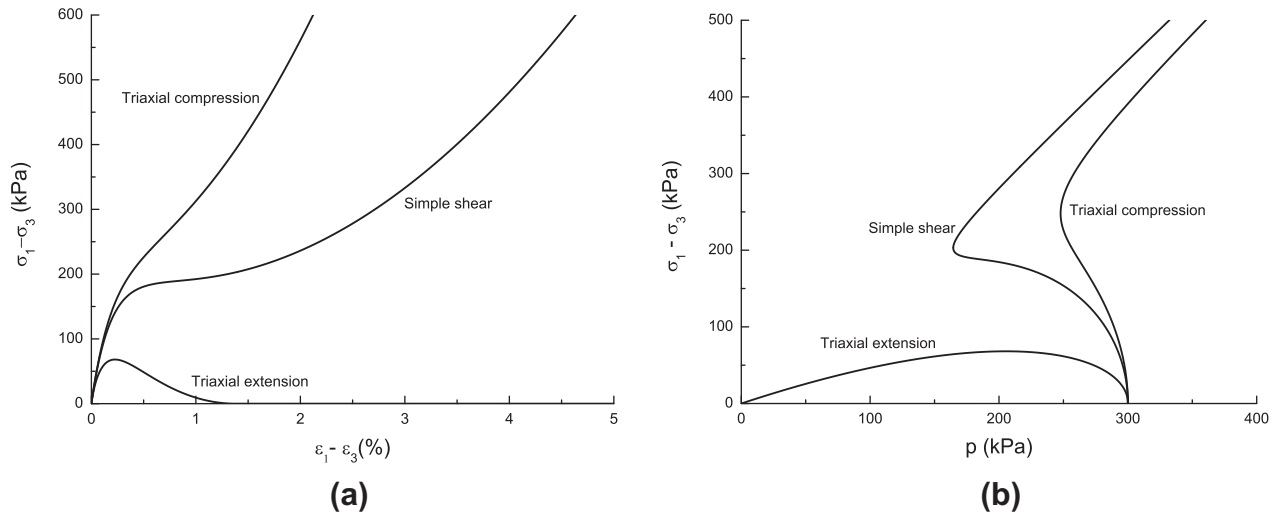 600
500
400
300
200
100
0
0 1 2 3 4 5
σ₁–σ₃ (kPa)
ε₁- ε₃(%)
Triaxial compression
Simple shear
Triaxial extension
(a)
500
400
300
200
100
0
0 100 200 300 400
σ₁ - σ₃ (kPa)
p (kPa)
Simple shear
Triaxial compression
Triaxial extension
(b)